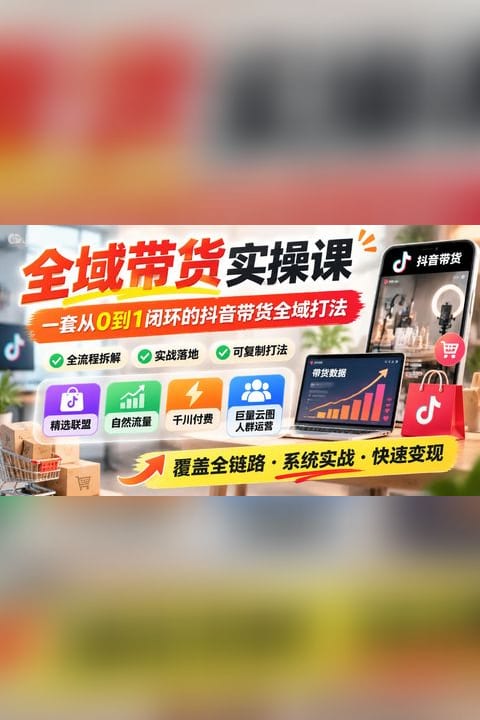 全域带货实操课
一套从0到1闭环的抖音带货全域打法
全流程拆解
实战落地
可复制打法
抖音带货
带货数据
精选联盟
自然流量
千川付费
巨量云图
人群运营
覆盖全链路·系统实战·快速变现